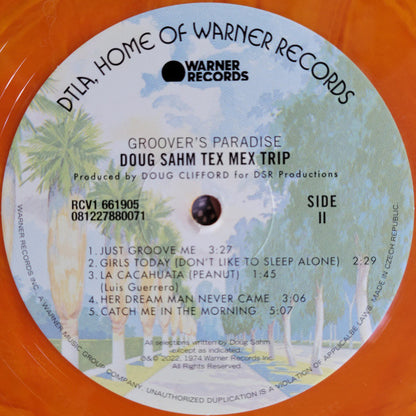 DTLA, HOME OF WARNER RECORDS
WARNER
RECORDS
GROOVER'S PARADISE
DOUG SAHM TEX MEX TRIP
Produced by DOUG CLIFFORD for DSR Productions
RCV1 661905
081227880071
SIDE
II
1. JUST GROOVE ME • 3:27
2. GIRLS TODAY (DON'T LIKE TO SLEEP ALONE) • 2:29
3. LA CACAHUATA (PEANUT) • 1:45
(Luis Guerrero)
4. HER DREAM MAN NEVER CAME • 3:06
5. CATCH ME IN THE MORNING • 5:07
All selections written by Doug Sahm
except as indicated.
℗&© 2022, 1974 Warner Records Inc.
WARNER RECORDS INC., A WARNER MUSIC GROUP COMPANY. UNAUTHORIZED DUPLICATION IS A VIOLATION OF APPLICALBE LAWS. MADE IN CZECH REPUBLIC.